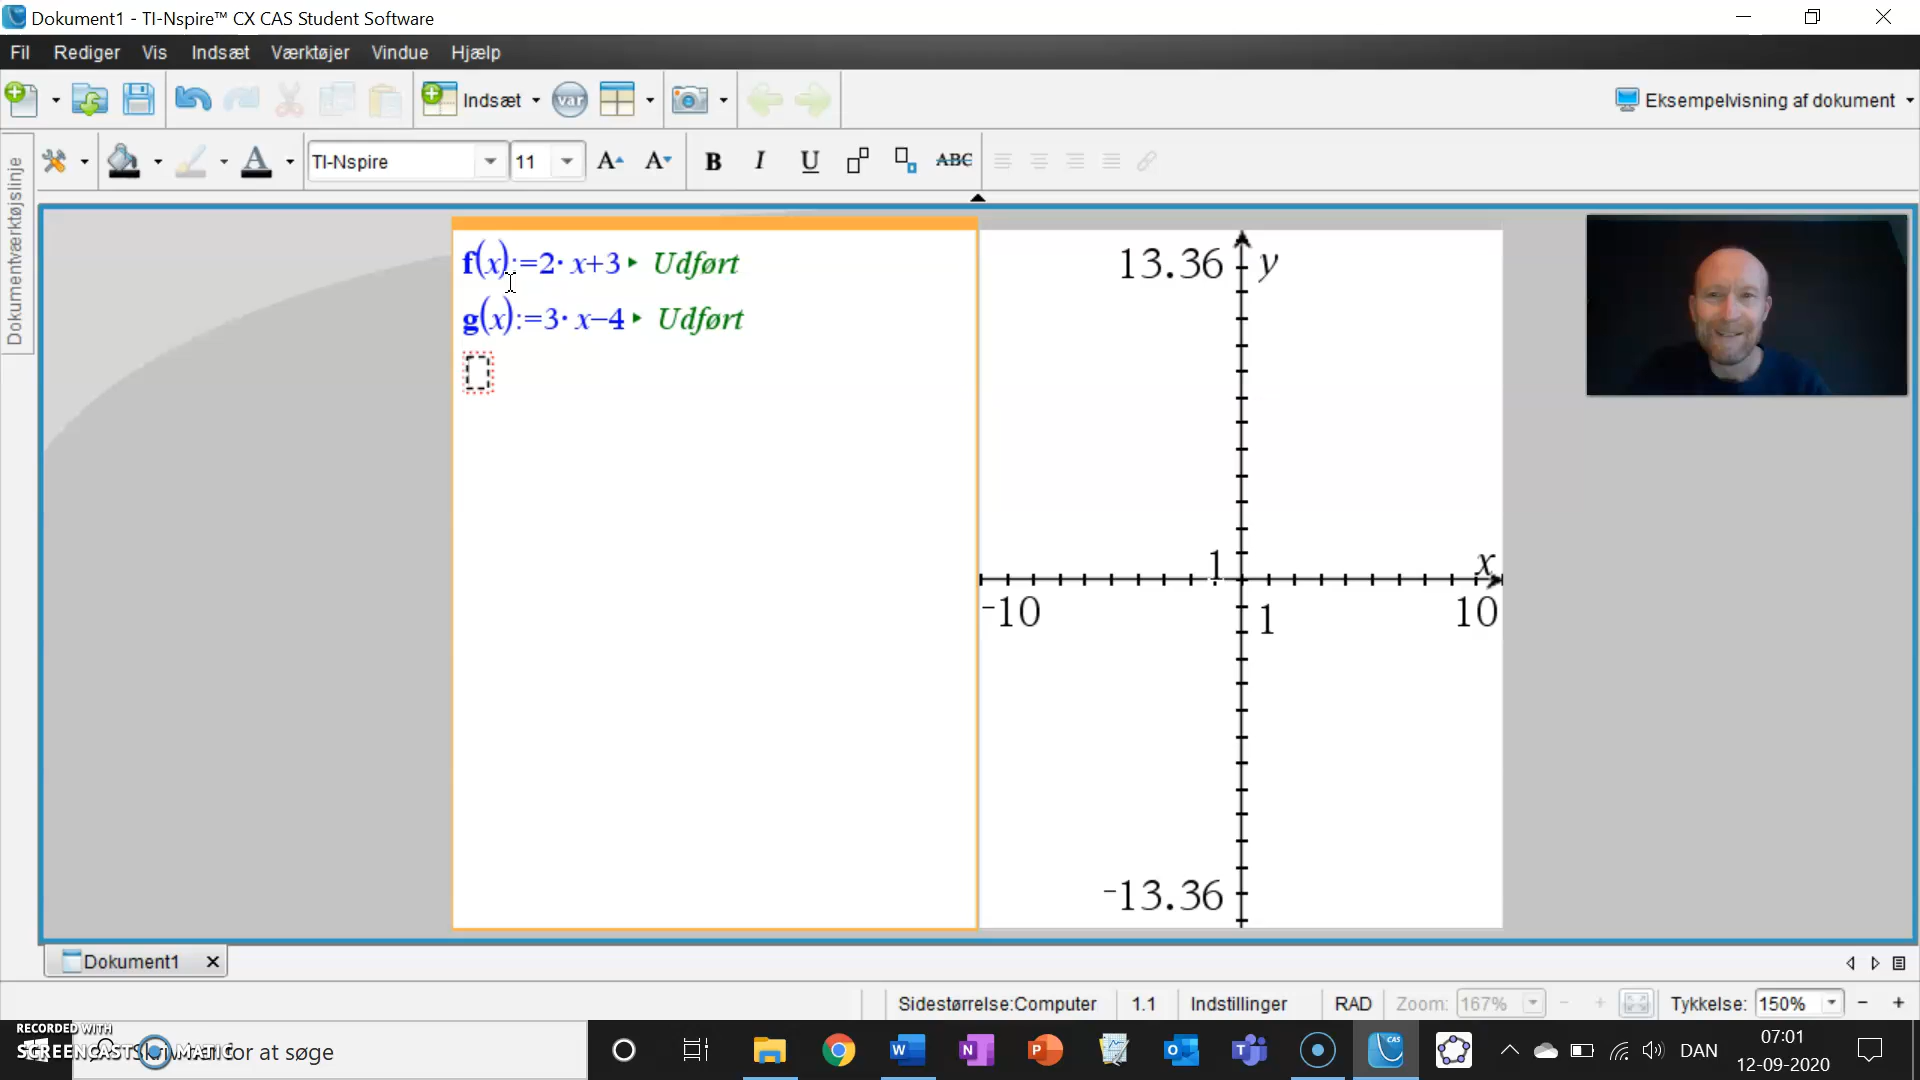 Dokument1 - TI-Nspire™ CX CAS Student Software
Fil Rediger Vis Indsæt Værktøjer Vindue Hjælp
Indsæt var Eksempelvisning af dokument
TI-Nspire 11 A A B I U ABC
Dokumentværktøjslinje
f(x):=2· x+3 ▸ Udført
g(x):=3· x−4 ▸ Udført
13.36 y
1 x
-10 1 10
-13.36
Dokument1
Sidestørrelse:Computer 1.1 Indstillinger RAD Zoom: 167% Tykkelse: 150%
RECORDED WITH
SCREENCAST MATIC
for at søge
CAS
DAN
07:01
12-09-2020